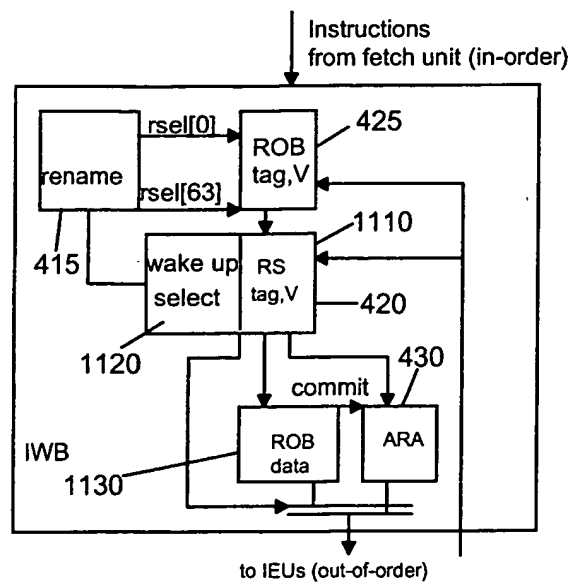 Instructions
from fetch unit (in-order)
rsel[0]
425
ROB
tag,V
rename
rsel[63]
1110
415
wake up
select
RS
tag,V
420
1120
430
commit
ROB
data
ARA
IWB
1130
to IEUs (out-of-order)